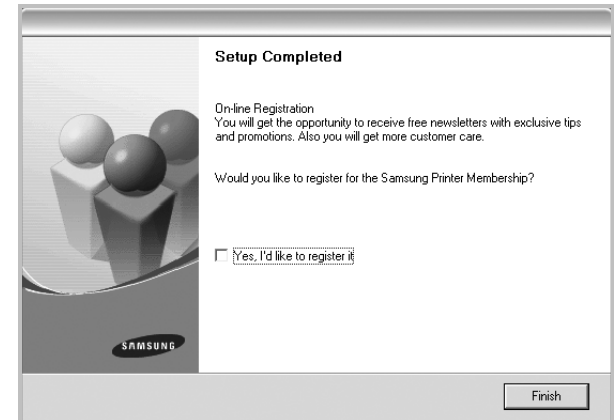 Setup Completed
On-line Registration
You will get the opportunity to receive free newsletters with exclusive tips
and promotions. Also you will get more customer care.
Would you like to register for the Samsung Printer Membership?
Yes, I'd like to register it
SAMSUNG
Finish